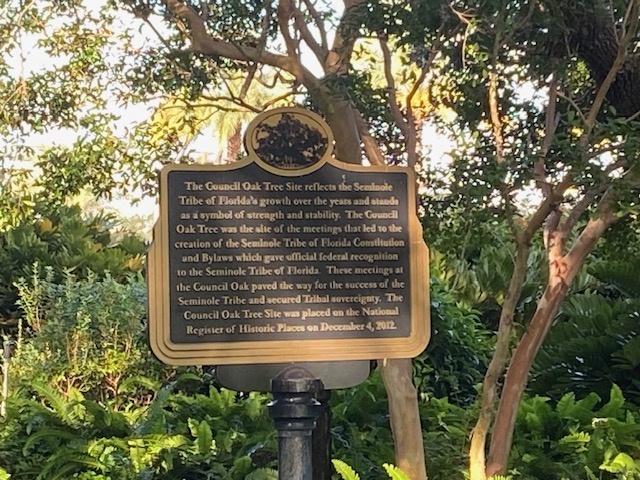 The Council Oak Tree Site reflects the Seminole
Tribe of Florida's growth over the years and stands
as a symbol of strength and stability. The Council
Oak Tree was the site of the meetings that led to the
creation of the Seminole Tribe of Florida Constitution
and Bylaws which gave official federal recognition
to the Seminole Tribe of Florida. These meetings at
the Council Oak paved the way for the success of the
Seminole Tribe and secured Tribal sovereignty. The
Council Oak Tree Site was placed on the National
Register of Historic Places on December 4, 2012.